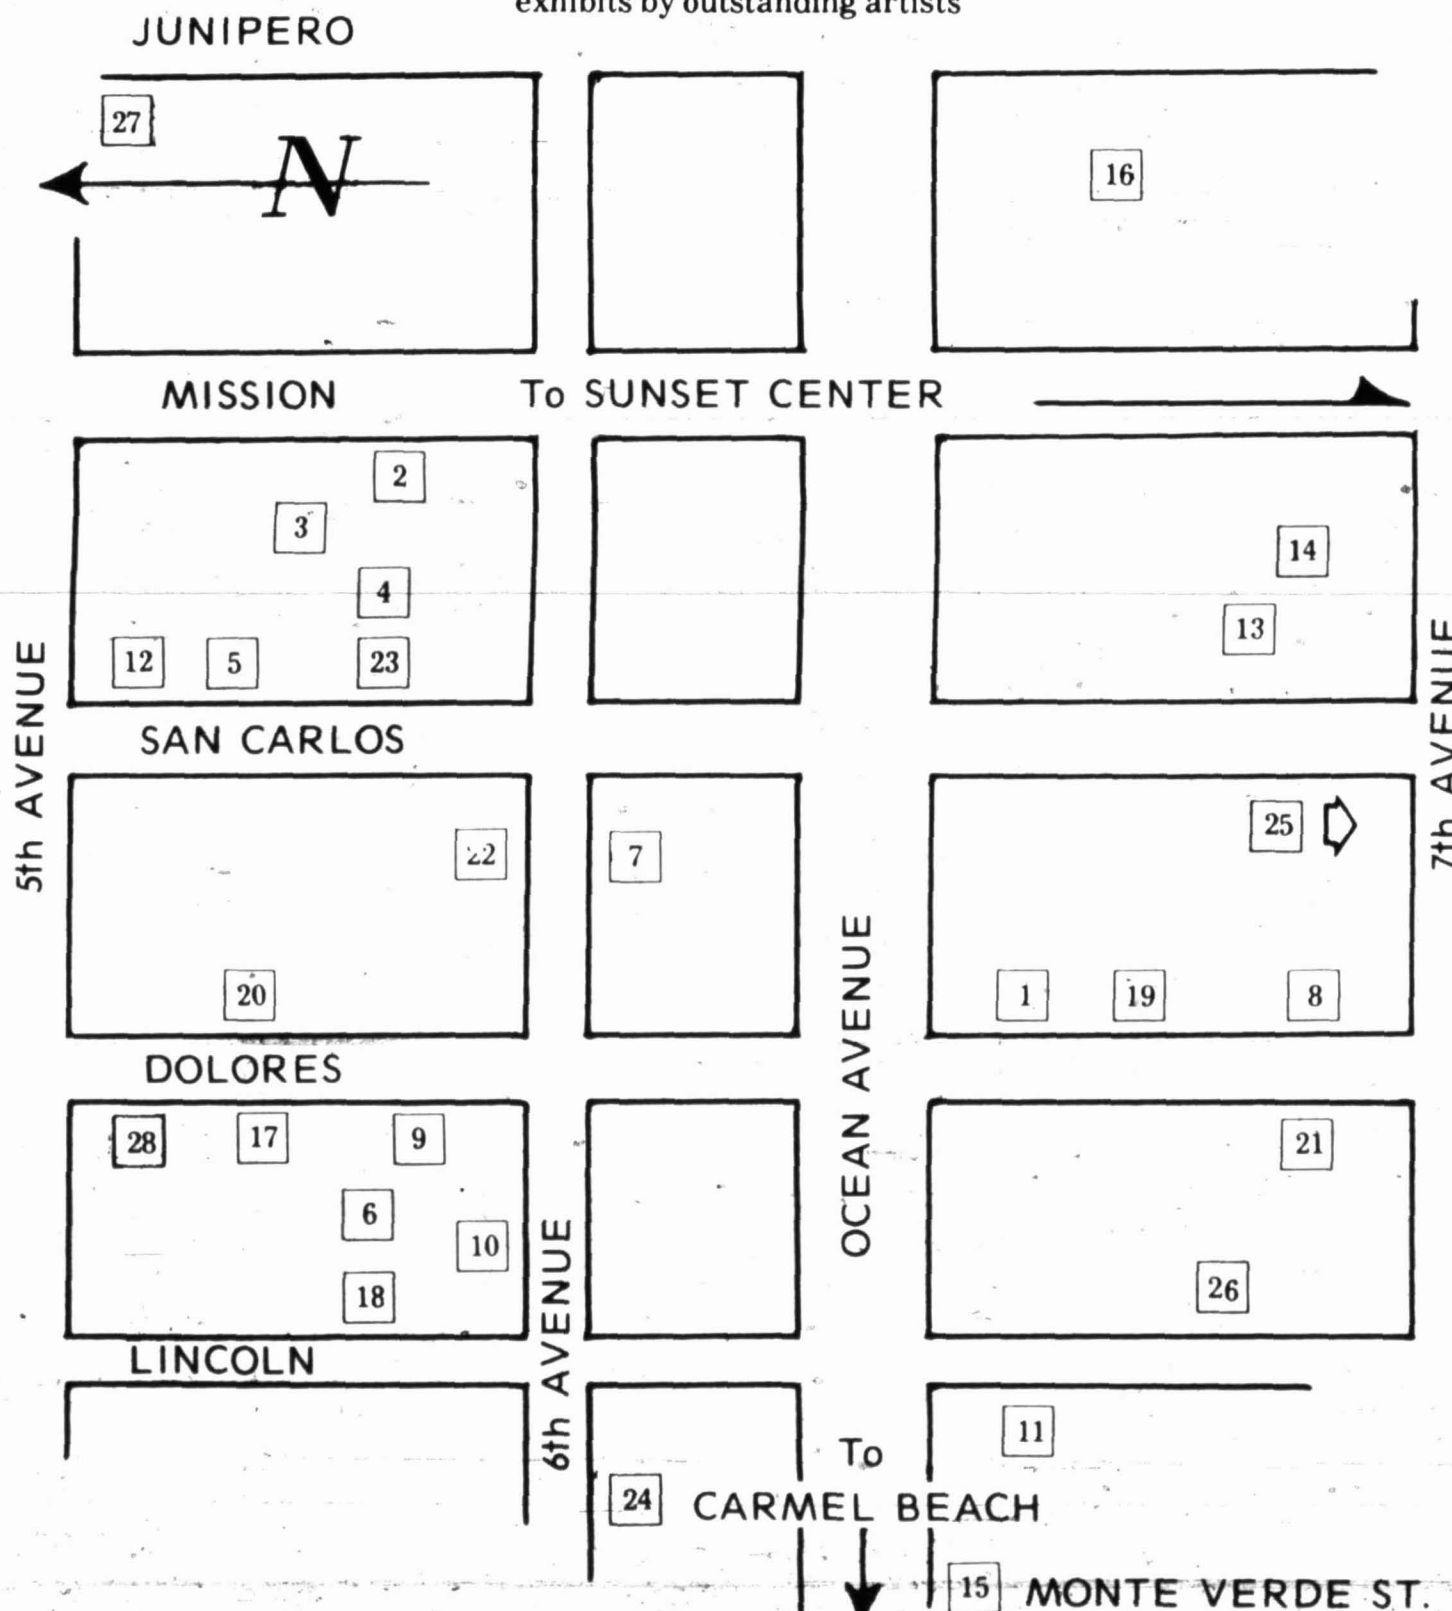 exhibits by outstanding artists
JUNIPERO
27
N
16
MISSION To SUNSET CENTER
2
3
14
4
13
12 5 23
5th AVENUE
7th AVENUE
SAN CARLOS
25
22 7
20 1 19 8
OCEAN AVENUE
DOLORES
28 17 9 21
6
10
26
18
6th AVENUE
LINCOLN
11
To
24 CARMEL BEACH
15 MONTE VERDE ST.